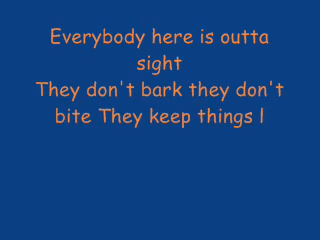 Everybody here is outta
sight
They don't bark they don't
bite They keep things l